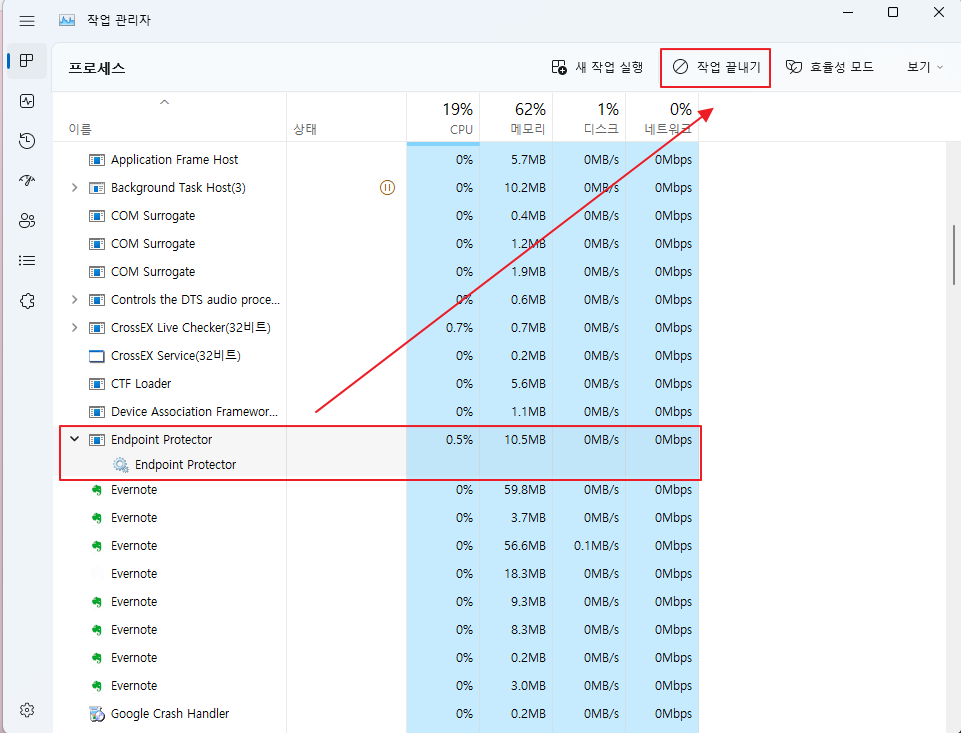 작업 관리자
프로세스 새 작업 실행 작업 끝내기 효율성 모드 보기
19% 62% 1% 0%
이름 상태 CPU 메모리 디스크 네트워크
Application Frame Host 0% 5.7MB 0MB/s 0Mbps
Background Task Host(3) 0% 10.2MB 0MB/s 0Mbps
COM Surrogate 0% 0.4MB 0MB/s 0Mbps
COM Surrogate 0% 1.2MB 0MB/s 0Mbps
COM Surrogate 0% 1.9MB 0MB/s 0Mbps
Controls the DTS audio proce... 0% 0.6MB 0MB/s 0Mbps
CrossEX Live Checker(32비트) 0.7% 0.7MB 0MB/s 0Mbps
CrossEX Service(32비트) 0% 0.2MB 0MB/s 0Mbps
CTF Loader 0% 5.6MB 0MB/s 0Mbps
Device Association Framewor... 0% 1.1MB 0MB/s 0Mbps
Endpoint Protector 0.5% 10.5MB 0MB/s 0Mbps
Endpoint Protector
Evernote 0% 59.8MB 0MB/s 0Mbps
Evernote 0% 3.7MB 0MB/s 0Mbps
Evernote 0% 56.6MB 0.1MB/s 0Mbps
Evernote 0% 18.3MB 0MB/s 0Mbps
Evernote 0% 9.3MB 0MB/s 0Mbps
Evernote 0% 8.3MB 0MB/s 0Mbps
Evernote 0% 0.2MB 0MB/s 0Mbps
Evernote 0% 3.0MB 0MB/s 0Mbps
Google Crash Handler 0% 0.2MB 0MB/s 0Mbps